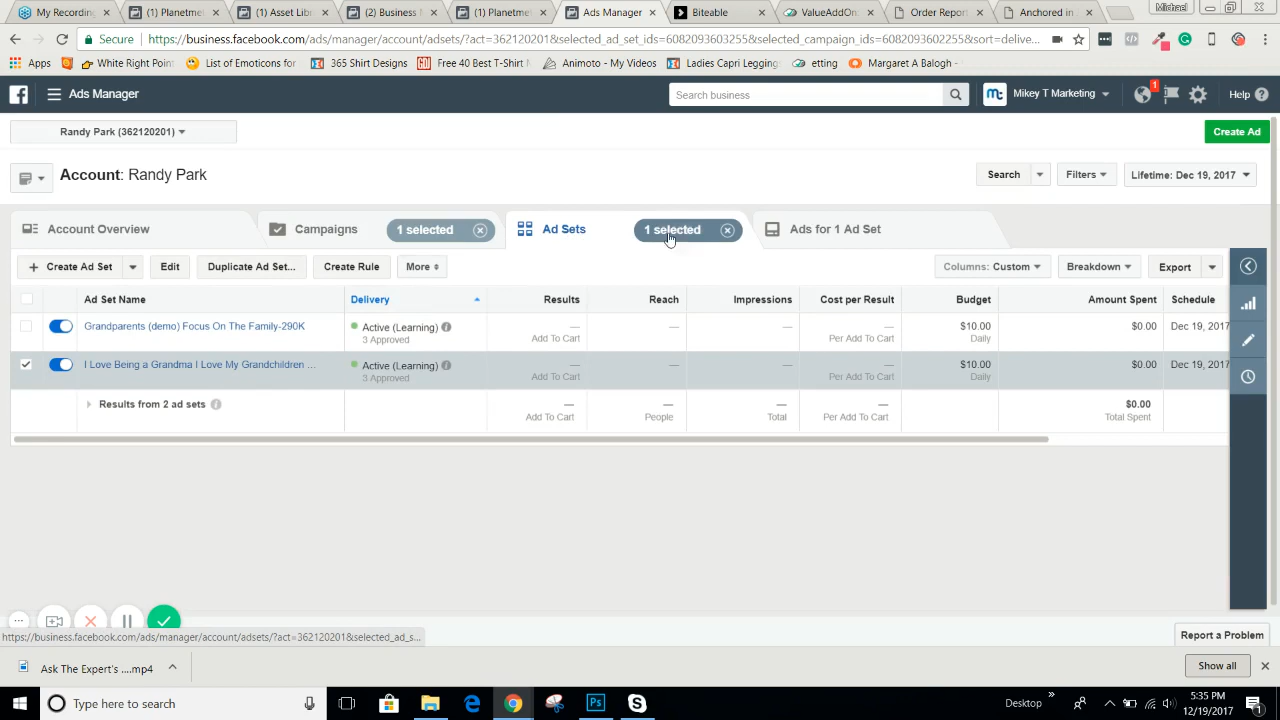 My Recording
(1) Planetme
(1) Asset Lib
(2) Business
(1) Planetme
Ads Manager
Biteable
ValueAddOn
Order Report
Anchored in
Michael
Secure
https://business.facebook.com/ads/manager/account/adsets/?act=362120201&selected_ad_set_ids=6082093603255&selected_campaign_ids=6082093602255&sort=delive...
Apps
White Right Point
List of Emoticons for
365 Shirt Designs
Free 40 Best T-Shirt
Animoto - My Videos
Ladies Capri Legging
etting
Margaret A Balogh -
Ads Manager
Search business
Mikey T Marketing
1
Help
Randy Park (362120201)
Create Ad
Account: Randy Park
Search
Filters
Lifetime: Dec 19, 2017
Account Overview
Campaigns
1 selected
Ad Sets
1 selected
Ads for 1 Ad Set
Create Ad Set
Edit
Duplicate Ad Set...
Create Rule
More
Columns: Custom
Breakdown
Export
Ad Set Name
Delivery
Results
Reach
Impressions
Cost per Result
Budget
Amount Spent
Schedule
Grandparents (demo) Focus On The Family-290K
Active (Learning)
3 Approved
—
Add To Cart
—
—
—
Per Add To Cart
$10.00
Daily
$0.00
Dec 19, 2017
I Love Being a Grandma I Love My Grandchildren ...
Active (Learning)
3 Approved
—
Add To Cart
—
—
—
Per Add To Cart
$10.00
Daily
$0.00
Dec 19, 2017
Results from 2 ad sets
—
Add To Cart
—
People
—
Total
—
Per Add To Cart
$0.00
Total Spent
https://business.facebook.com/ads/manager/account/adsets/?act=362120201&selected_ad_s...
Report a Problem
Ask The Expert's ....mp4
Show all
Type here to search
Desktop
5:35 PM
12/19/2017
1